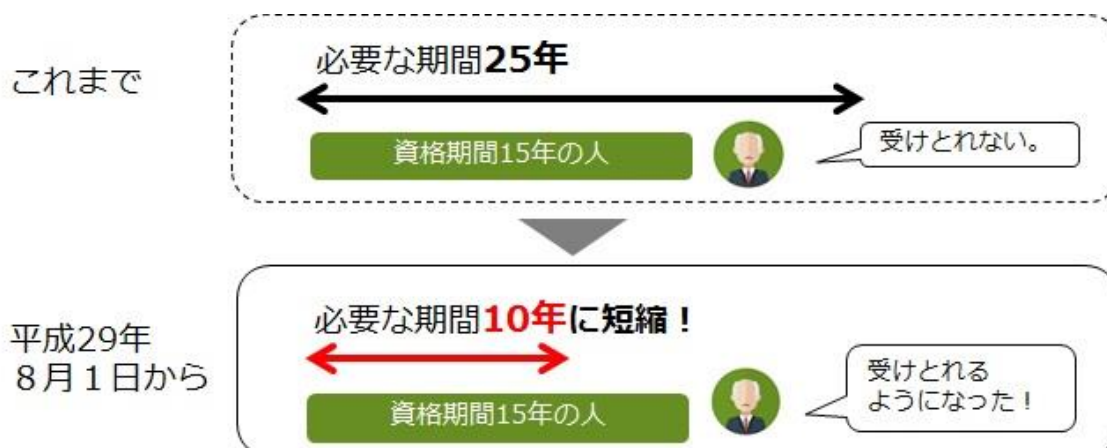 これまで
必要な期間25年
資格期間15年の人
受けとれない。
平成29年
８月１日から
必要な期間10年に短縮！
資格期間15年の人
受けとれる
ようになった！